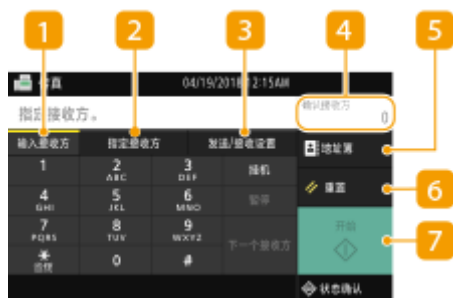 1 2 3 4 5
传真 04/19/2018 2:15AM
指定接收方。
确认接收方
0
输入接收方 指定接收方 发送/接收设置
地址簿
1 2 ABC 3 DEF 挂机
4 GHI 5 JKL 6 MNO 暂停
重置 6
7 PQRS 8 TUV 9 WXYZ 下一个接收方
开始 7
* 音频 0 #
状态确认